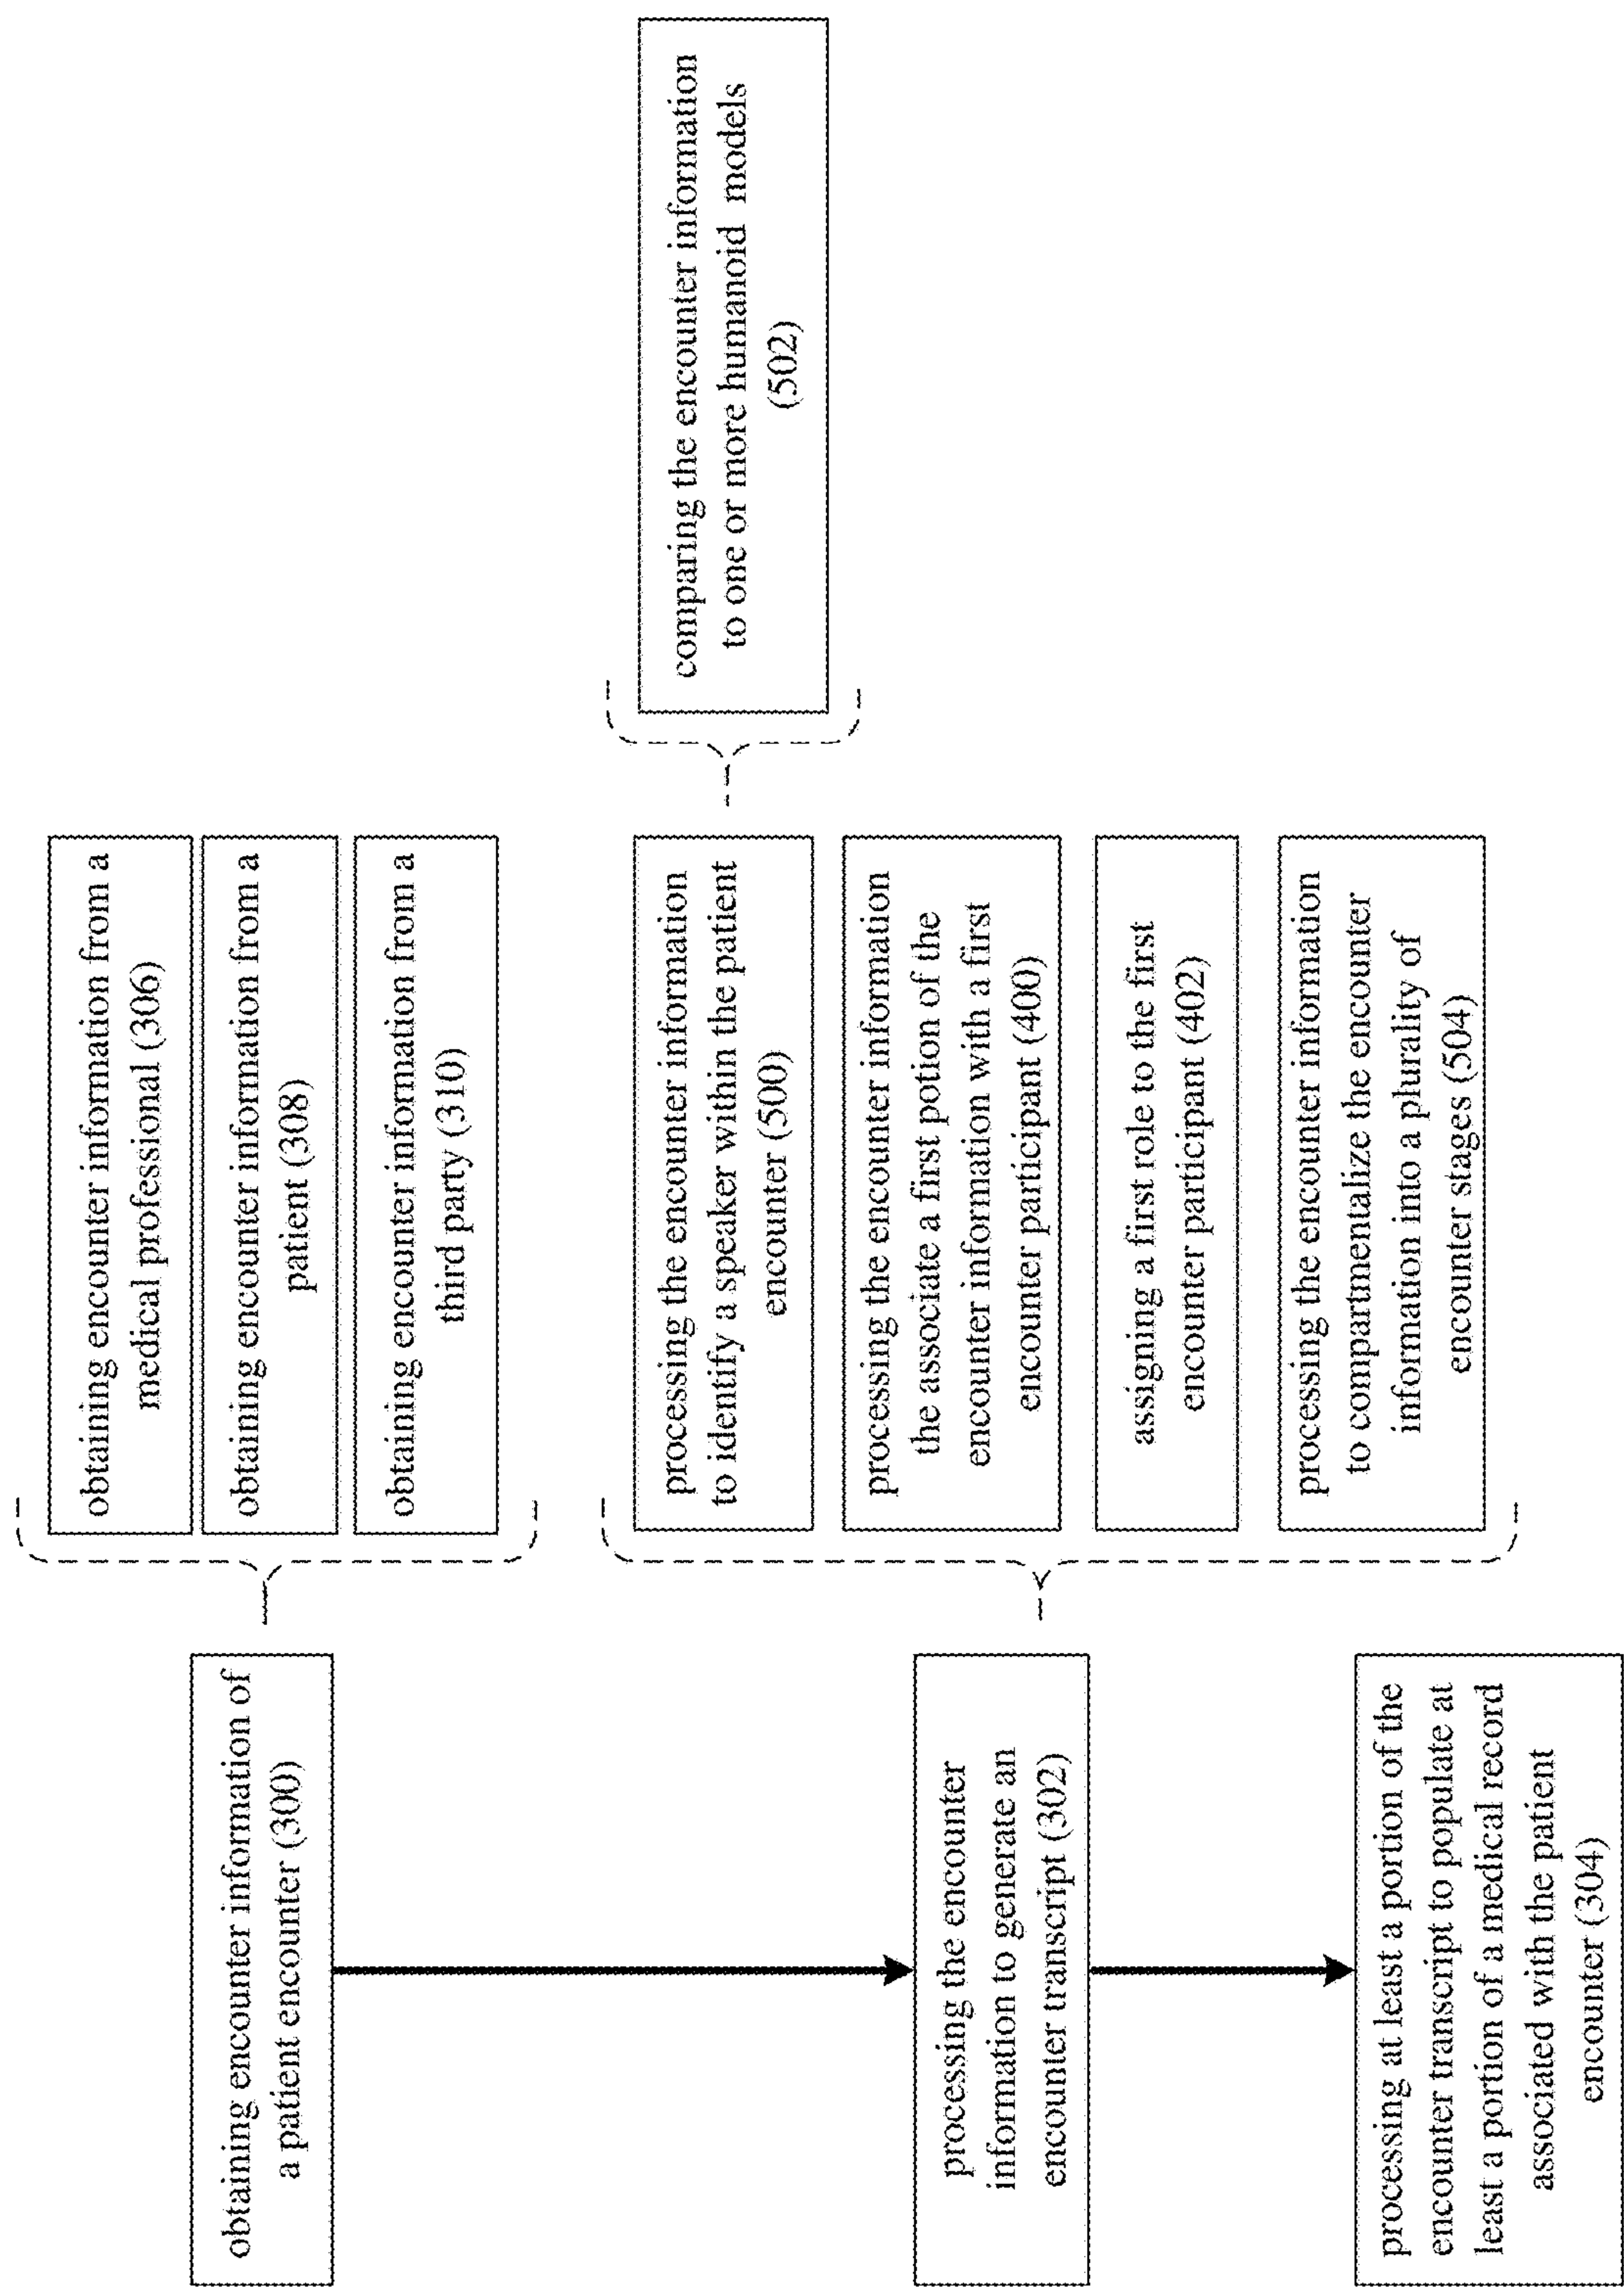 obtaining encounter information of
a patient encounter (300)
obtaining encounter information from a
medical professional (306)
obtaining encounter information from a
patient (308)
obtaining encounter information from a
third party (310)
processing the encounter
information to generate an
encounter transcript (302)
processing the encounter information
to identify a speaker within the patient
encounter (500)
comparing the encounter information
to one or more humanoid models
(502)
processing the encounter information
the associate a first potion of the
encounter information with a first
encounter participant (400)
assigning a first role to the first
encounter participant (402)
processing the encounter information
to compartmentalize the encounter
information into a plurality of
encounter stages (504)
processing at least a portion of the
encounter transcript to populate at
least a portion of a medical record
associated with the patient
encounter (304)